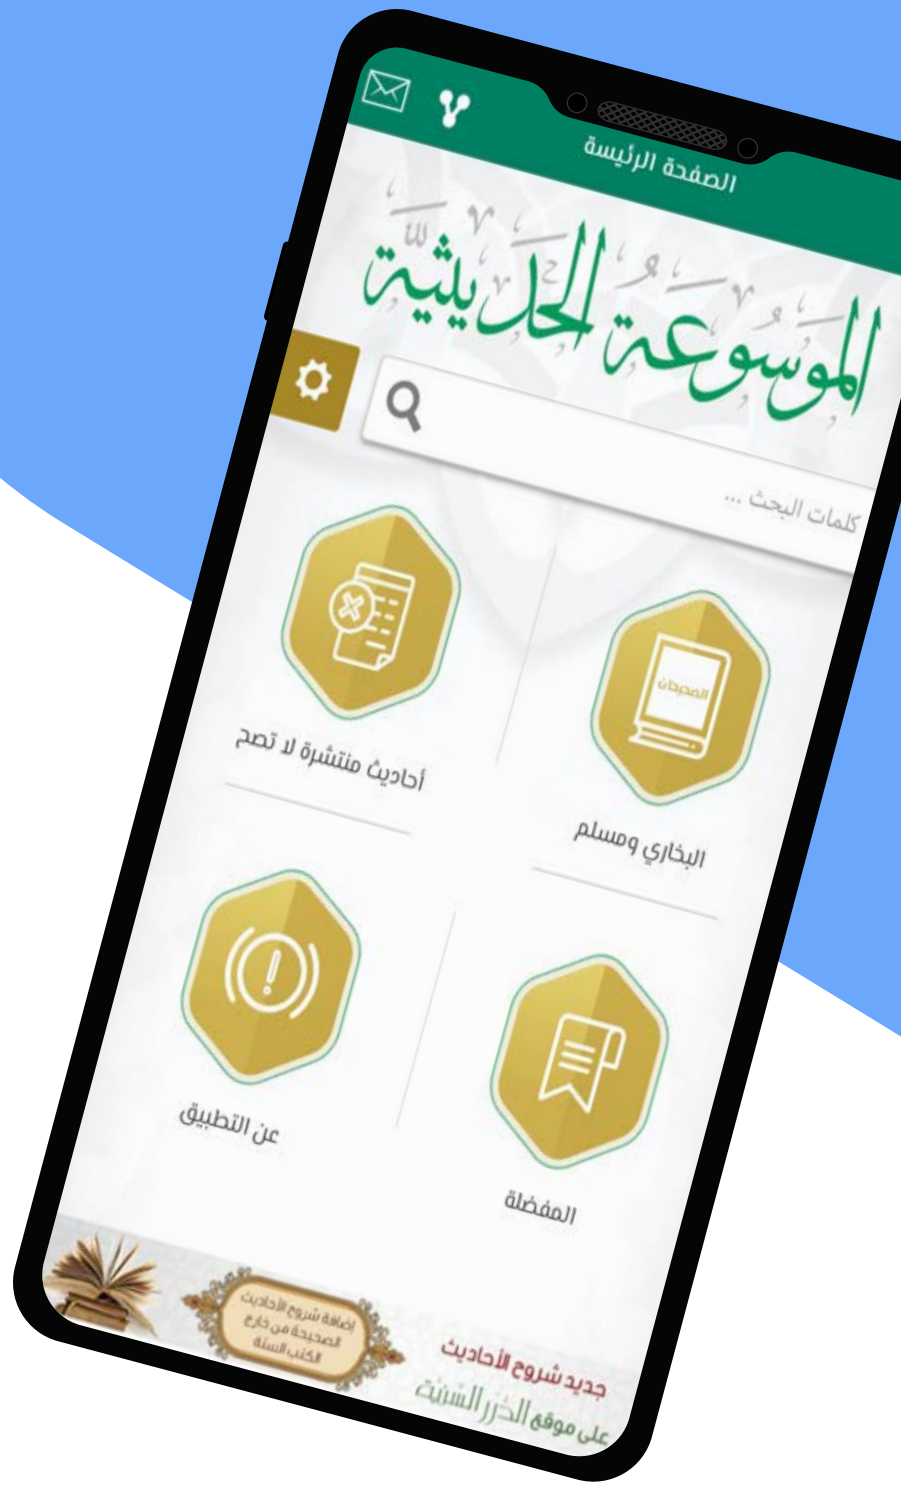 الصفحة الرئيسة
الموسوعة الحديثية
كلمات البحث ...
الصحيحان
البخاري ومسلم
أحاديث منتشرة لا تصح
المفضلة
عن التطبيق
جديد شروح الأحاديث
على موقع الدرر السنية
إضافة شروح الأحاديث
الصحيحة من خارج
الكتب الستة